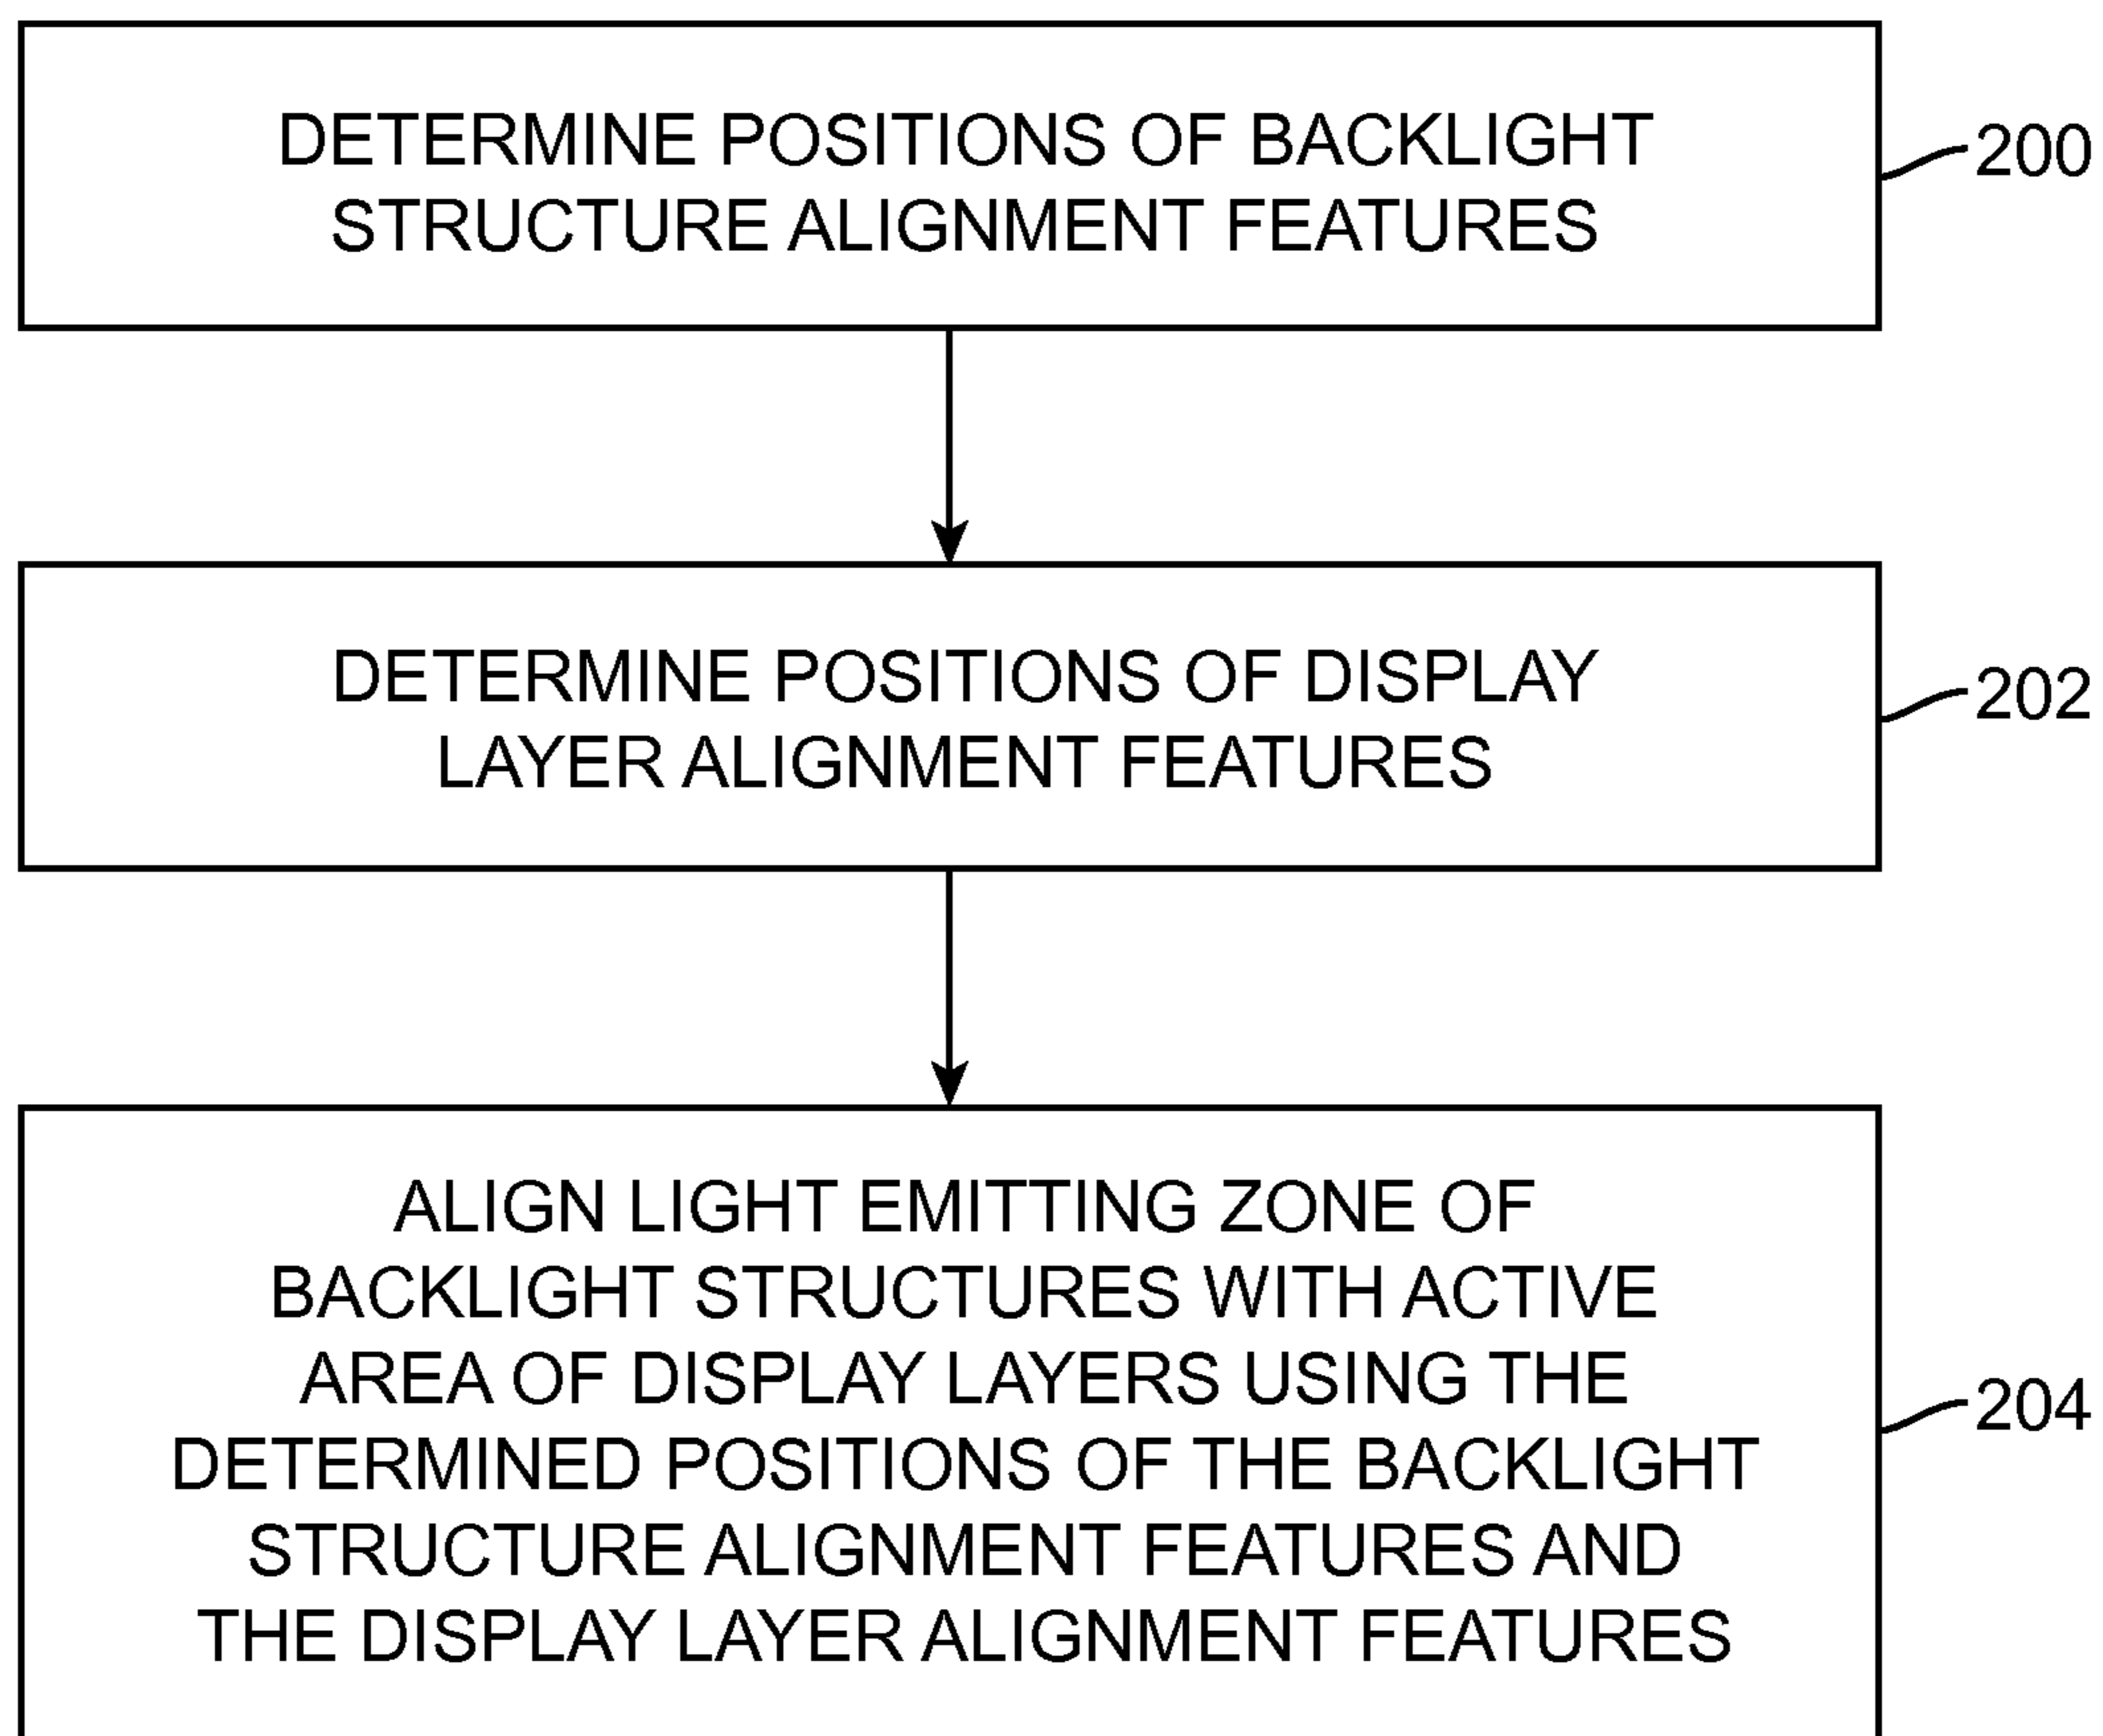 DETERMINE POSITIONS OF BACKLIGHT
STRUCTURE ALIGNMENT FEATURES
200
DETERMINE POSITIONS OF DISPLAY
LAYER ALIGNMENT FEATURES
202
ALIGN LIGHT EMITTING ZONE OF
BACKLIGHT STRUCTURES WITH ACTIVE
AREA OF DISPLAY LAYERS USING THE
DETERMINED POSITIONS OF THE BACKLIGHT
STRUCTURE ALIGNMENT FEATURES AND
THE DISPLAY LAYER ALIGNMENT FEATURES
204